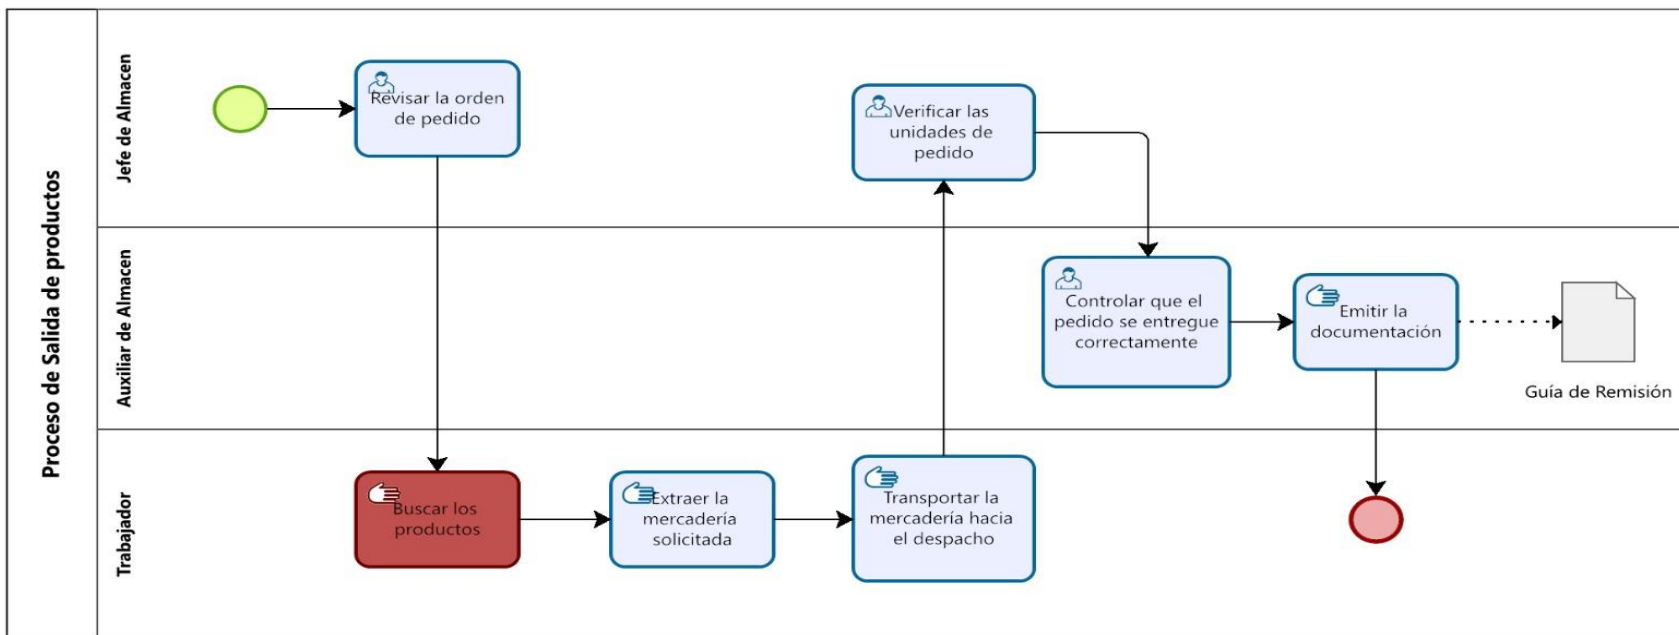 Proceso de Salida de productos
Jefe de Almacen
Revisar la orden
de pedido
Verificar las
unidades de
pedido
Auxiliar de Almacen
Controlar que el
pedido se entregue
correctamente
Emitir la
documentación
Guía de Remisión
Trabajador
Buscar los
productos
Extraer la
mercadería
solicitada
Transportar la
mercadería hacia
el despacho